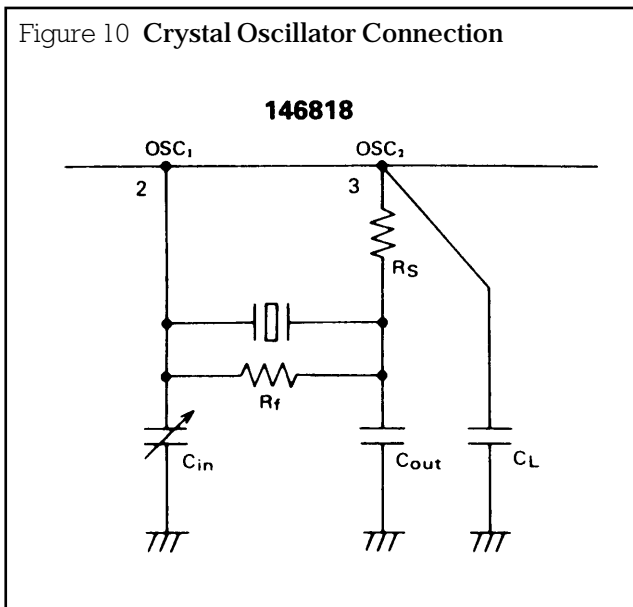 Figure 10 Crystal Oscillator Connection
146818
OSC₁ OSC₂
2 3
RS
Rf
Cin Cout CL